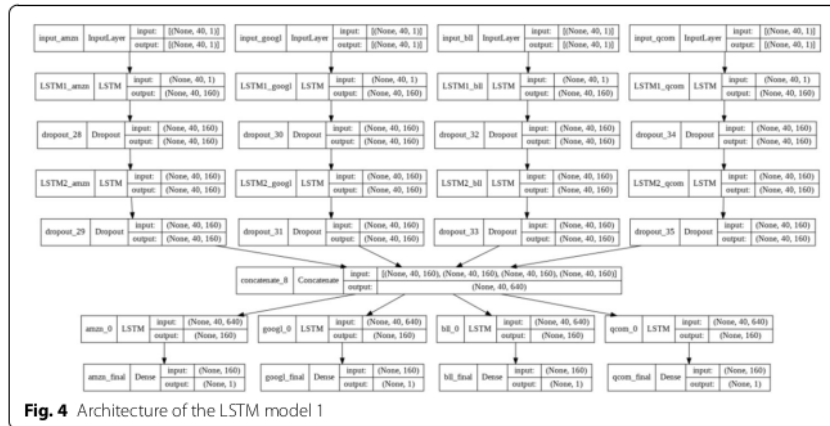 input_amzn InputLayer input: [(None, 40, 1)] output: [(None, 40, 1)]
input_googl InputLayer input: [(None, 40, 1)] output: [(None, 40, 1)]
input_bll InputLayer input: [(None, 40, 1)] output: [(None, 40, 1)]
input_qcom InputLayer input: [(None, 40, 1)] output: [(None, 40, 1)]
LSTM1_amzn LSTM input: (None, 40, 1) output: (None, 40, 160)
LSTM1_googl LSTM input: (None, 40, 1) output: (None, 40, 160)
LSTM1_bll LSTM input: (None, 40, 1) output: (None, 40, 160)
LSTM1_qcom LSTM input: (None, 40, 1) output: (None, 40, 160)
dropout_28 Dropout input: (None, 40, 160) output: (None, 40, 160)
dropout_30 Dropout input: (None, 40, 160) output: (None, 40, 160)
dropout_32 Dropout input: (None, 40, 160) output: (None, 40, 160)
dropout_34 Dropout input: (None, 40, 160) output: (None, 40, 160)
LSTM2_amzn LSTM input: (None, 40, 160) output: (None, 40, 160)
LSTM2_googl LSTM input: (None, 40, 160) output: (None, 40, 160)
LSTM2_bll LSTM input: (None, 40, 160) output: (None, 40, 160)
LSTM2_qcom LSTM input: (None, 40, 160) output: (None, 40, 160)
dropout_29 Dropout input: (None, 40, 160) output: (None, 40, 160)
dropout_31 Dropout input: (None, 40, 160) output: (None, 40, 160)
dropout_33 Dropout input: (None, 40, 160) output: (None, 40, 160)
dropout_35 Dropout input: (None, 40, 160) output: (None, 40, 160)
concatenate_8 Concatenate input: [(None, 40, 160), (None, 40, 160), (None, 40, 160), (None, 40, 160)] output: (None, 40, 640)
amzn_0 LSTM input: (None, 40, 640) output: (None, 160)
googl_0 LSTM input: (None, 40, 640) output: (None, 160)
bll_0 LSTM input: (None, 40, 640) output: (None, 160)
qcom_0 LSTM input: (None, 40, 640) output: (None, 160)
amzn_final Dense input: (None, 160) output: (None, 1)
googl_final Dense input: (None, 160) output: (None, 1)
bll_final Dense input: (None, 160) output: (None, 1)
qcom_final Dense input: (None, 160) output: (None, 1)
Fig. 4 Architecture of the LSTM model 1